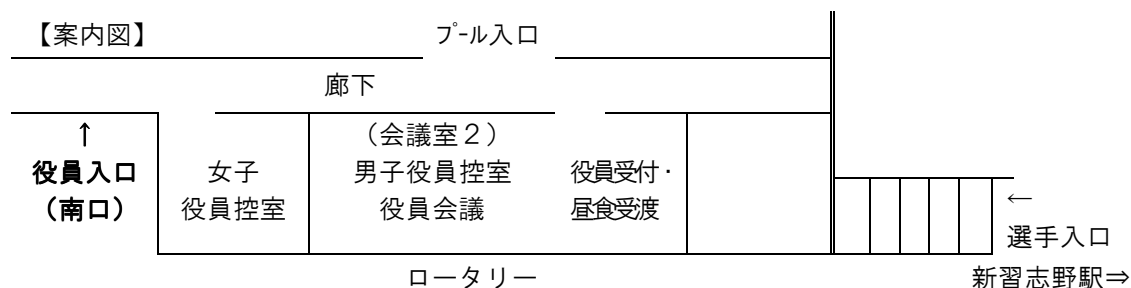 【案内図】
プール入口
廊下
↑
役員入口
（南口）
女子
役員控室
（会議室２）
男子役員控室
役員会議
役員受付・
昼食受渡
←
選手入口
ロータリー
新習志野駅⇒